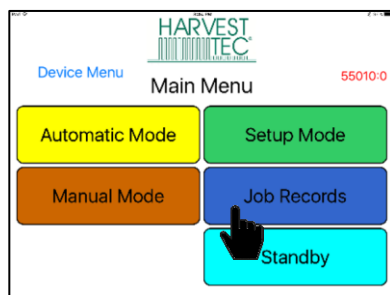 HARVEST
TEC
Device Menu
Main Menu
55010:0
Automatic Mode
Setup Mode
Manual Mode
Job Records
Standby